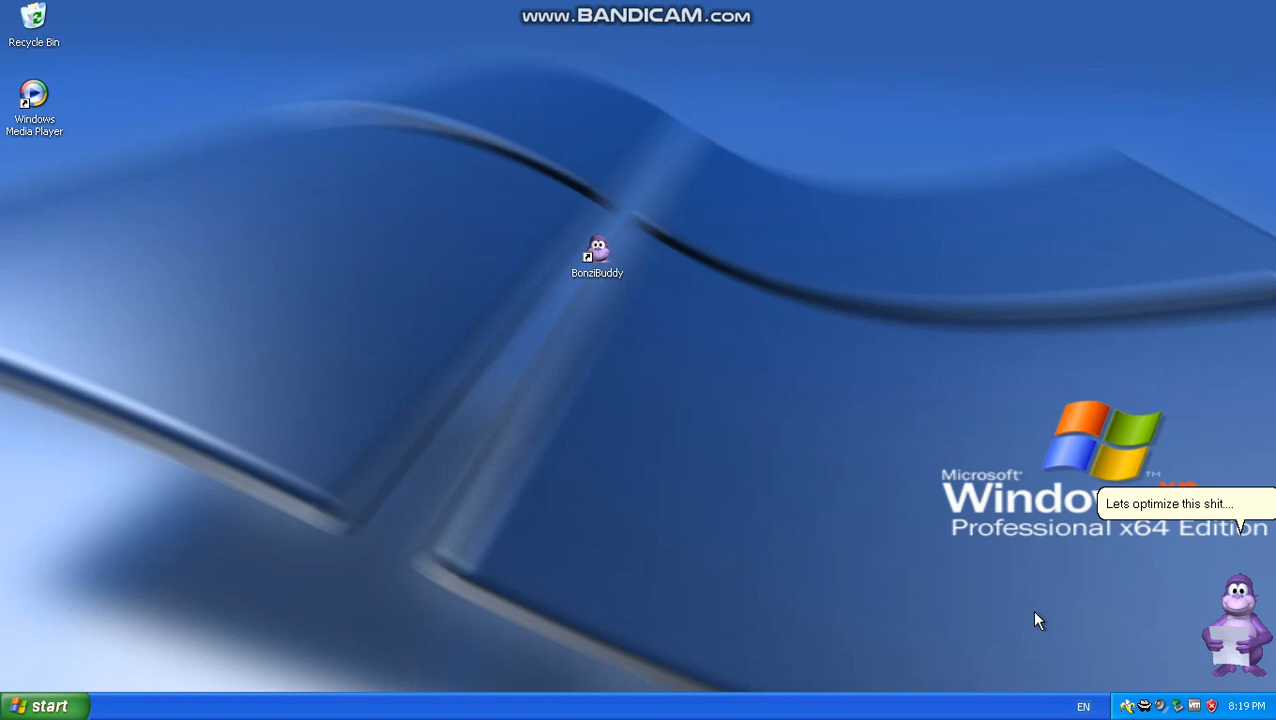 www.BANDICAM.com
Recycle Bin
Windows
Media Player
BonziBuddy
Microsoft®
Windo
Lets optimize this shit....
Professional x64 Edition
start
EN
8:19 PM